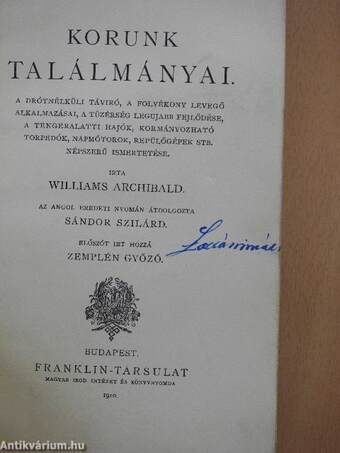 KORUNK
TALÁLMÁNYAI.
A DRÓTNÉLKÜLI TÁVIRÓ, A FOLYÉKONY LEVEGŐ
ALKALMAZÁSAI, A TÜZÉRSÉG LEGUJABB FEJLŐDÉSE,
A TENGERALATTI HAJÓK, KORMÁNYOZHATÓ
TORPEDÓK, NAPMÓTOROK, REPÜLŐGÉPEK STB.
NÉPSZERŰ ISMERTETÉSE.
IRTA
WILLIAMS ARCHIBALD.
AZ ANGOL EREDETI NYOMÁN ÁTDOLGOZTA
SÁNDOR SZILÁRD.
ELŐSZÓT IRT HOZZÁ
ZEMPLÉN GYŐZŐ.
BUDAPEST.
FRANKLIN-TÁRSULAT
MAGYAR IROD. INTÉZET ÉS KÖNYVNYOMDA
1910.
Antikvárium.hu